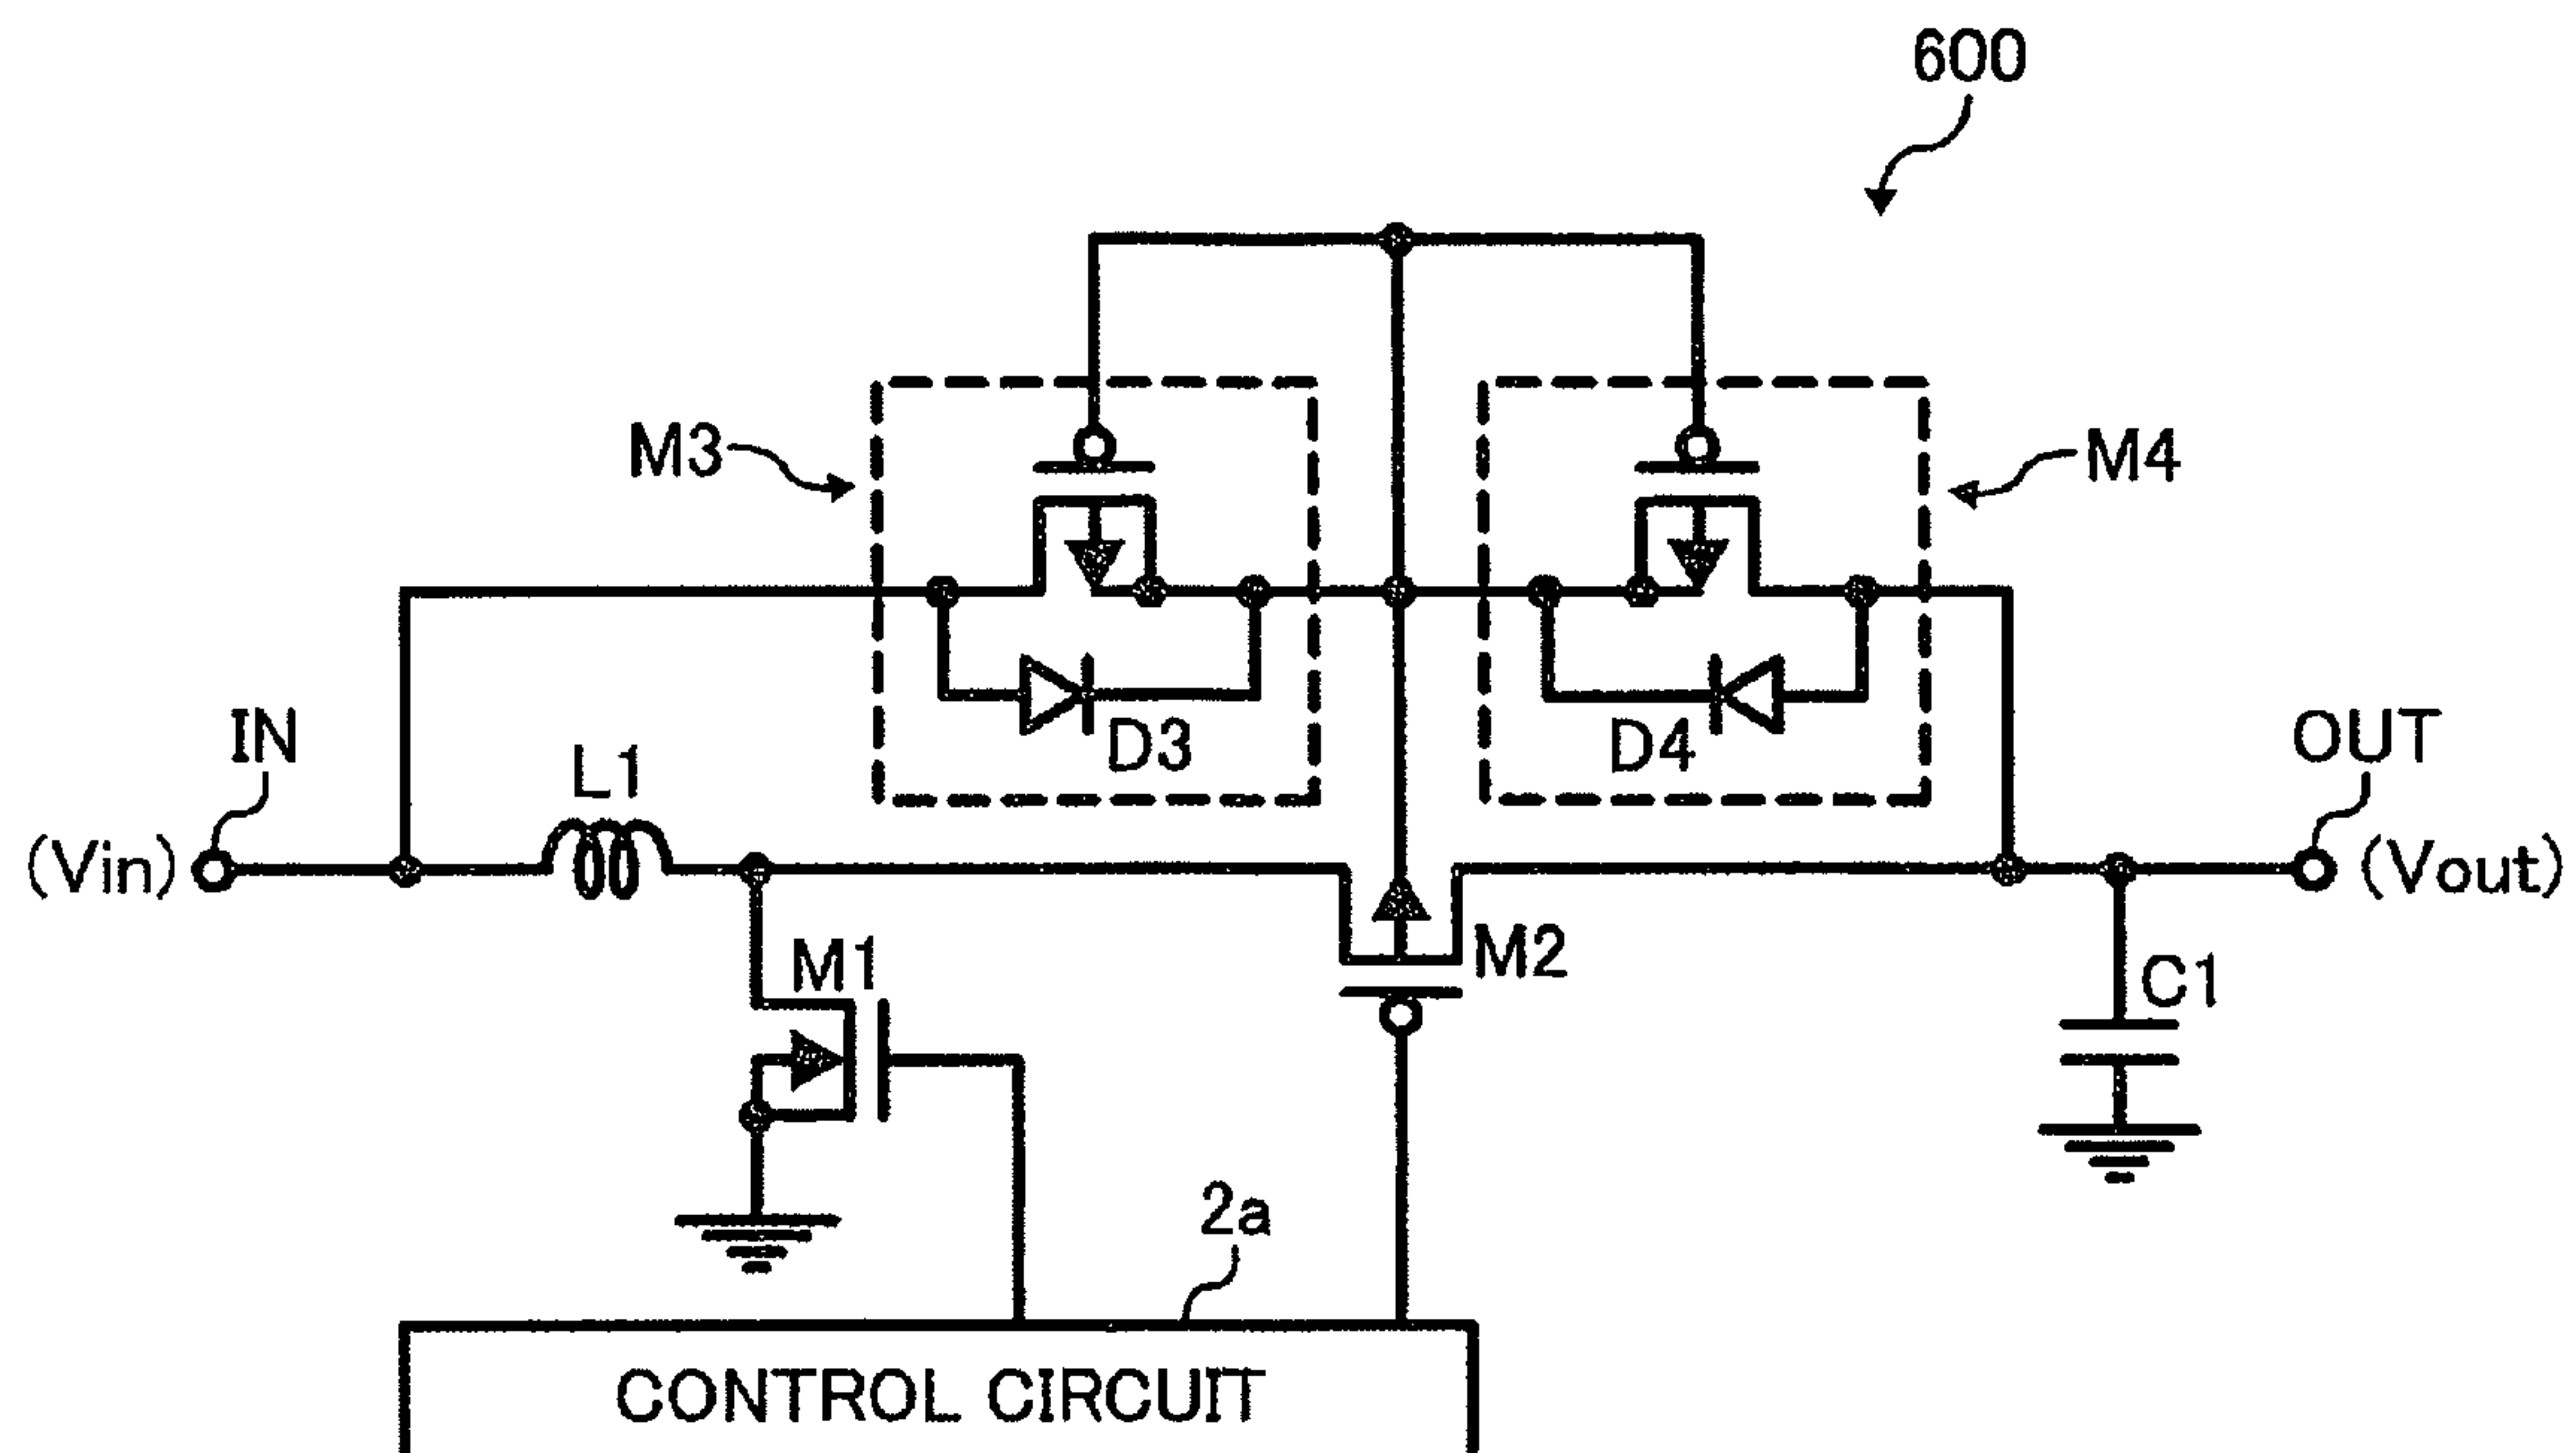 600
M3
M4
D3
D4
IN
L1
OUT
(Vin)
(Vout)
M1
M2
C1
2a
CONTROL CIRCUIT